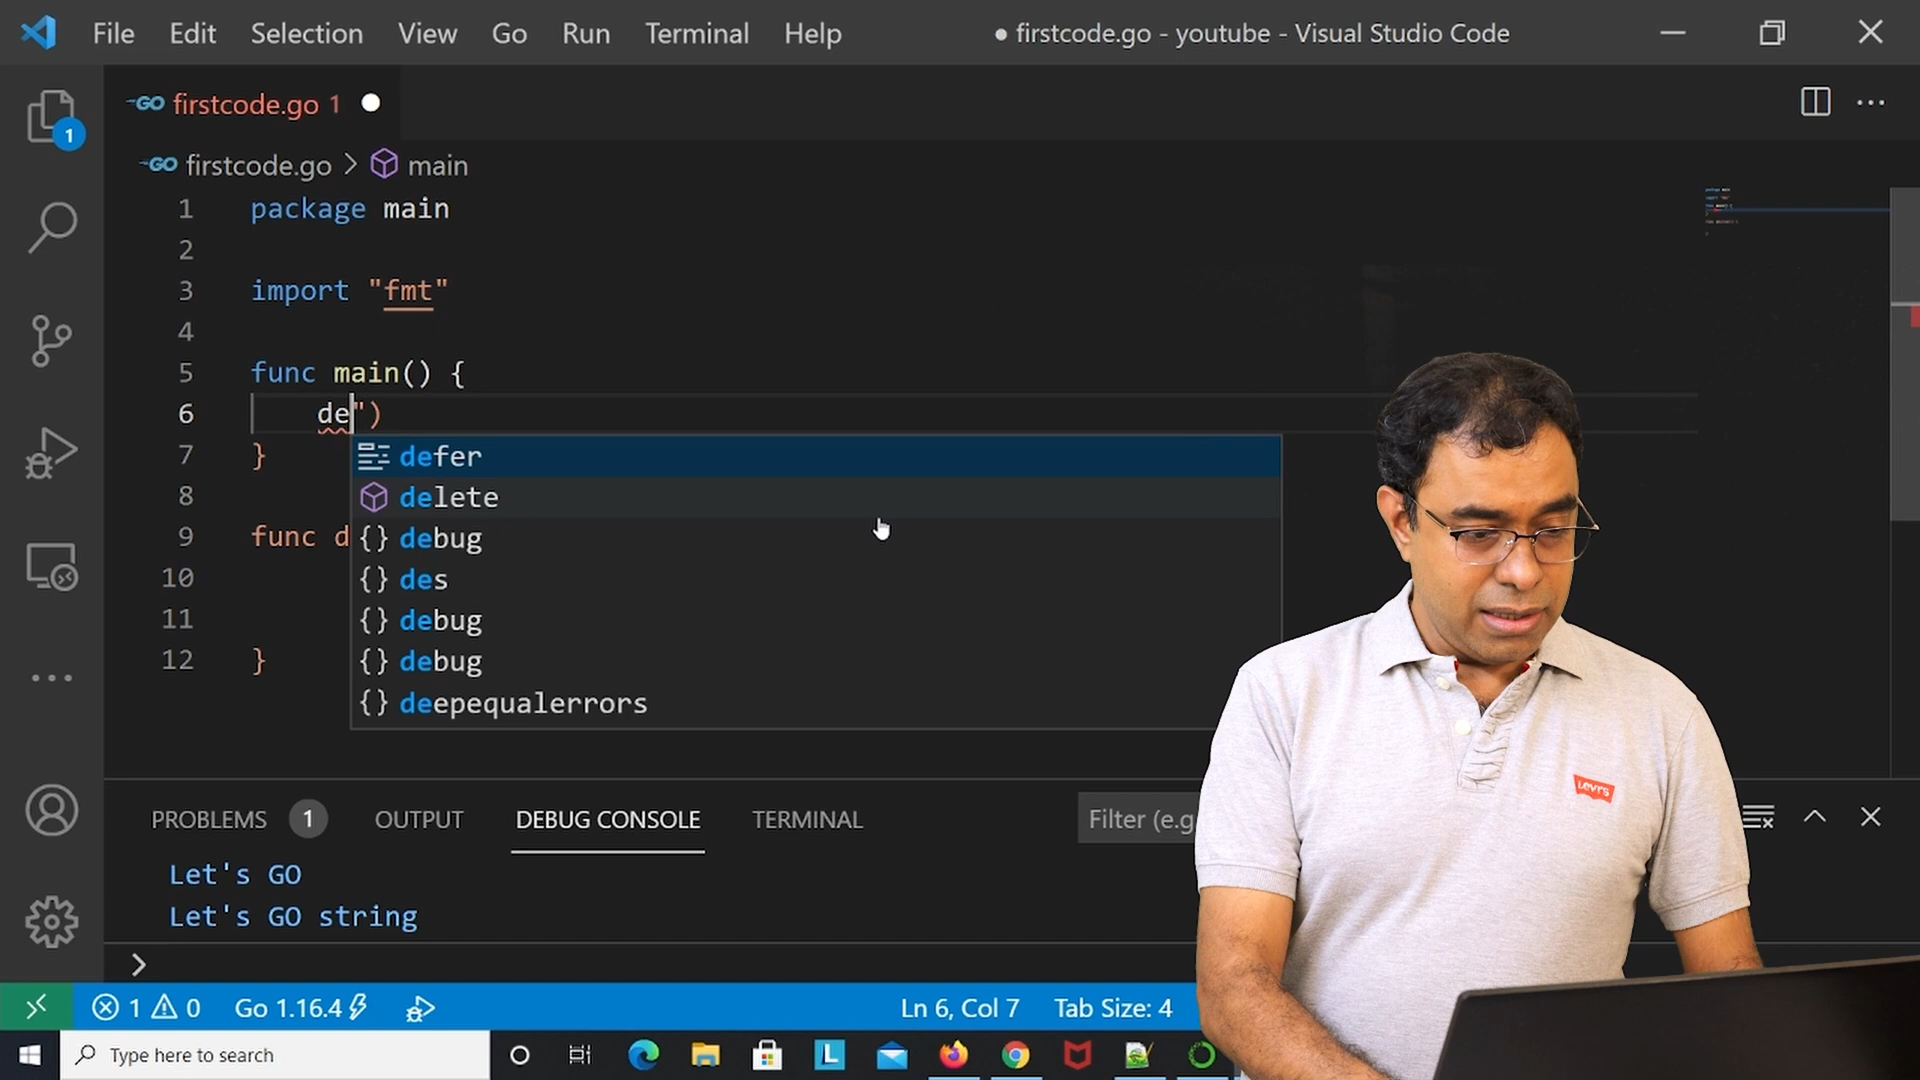 File Edit Selection View Go Run Terminal Help
● firstcode.go - youtube - Visual Studio Code
GO firstcode.go 1
GO firstcode.go > main
1 package main
2
3 import "fmt"
4
5 func main() {
6 de")
7 }
8
9 func d
10
11
12 }
defer
delete
{} debug
{} des
{} debug
{} debug
{} deepequalerrors
1
Levi's
PROBLEMS 1 OUTPUT DEBUG CONSOLE TERMINAL Filter (e.g
Let's GO
Let's GO string
>
1 0 Go 1.16.4 Ln 6, Col 7 Tab Size: 4
Type here to search
L